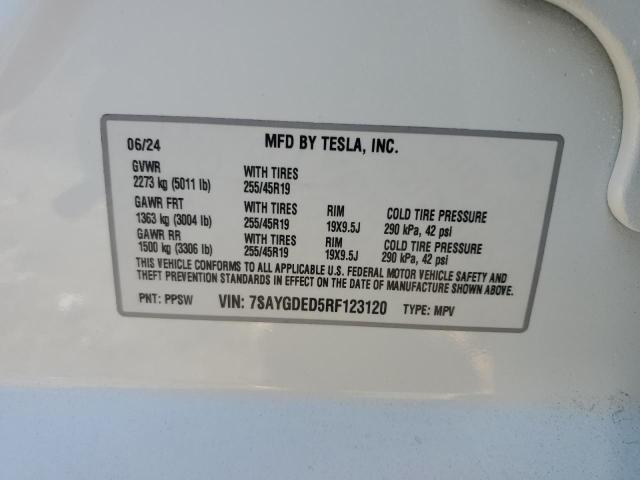 06/24 MFD BY TESLA, INC.
GVWR WITH TIRES
2273 kg (5011 lb) 255/45R19
GAWR FRT WITH TIRES RIM COLD TIRE PRESSURE
1363 kg (3004 lb) 255/45R19 19X9.5J 290 kPa, 42 psi
GAWR RR WITH TIRES RIM COLD TIRE PRESSURE
1500 kg (3306 lb) 255/45R19 19X9.5J 290 kPa, 42 psi
THIS VEHICLE CONFORMS TO ALL APPLICABLE U.S. FEDERAL MOTOR VEHICLE SAFETY AND
THEFT PREVENTION STANDARDS IN EFFECT ON THE DATE OF MANUFACTURE SHOWN ABOVE.
PNT: PPSW VIN: 7SAYGDED5RF123120 TYPE: MPV